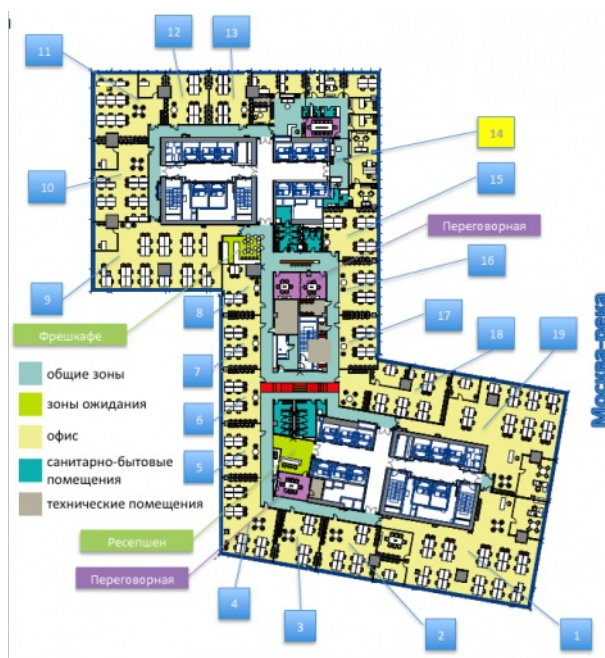 а
12
13
11
14
10
15
Переговорная
16
9
8
17
18
19
Фрешкафе
Москва-река
7
общие зоны
6
зоны ожидания
офис
5
санитарно-бытовые
помещения
технические помещения
Ресепшен
Переговорная
4
3
2
1